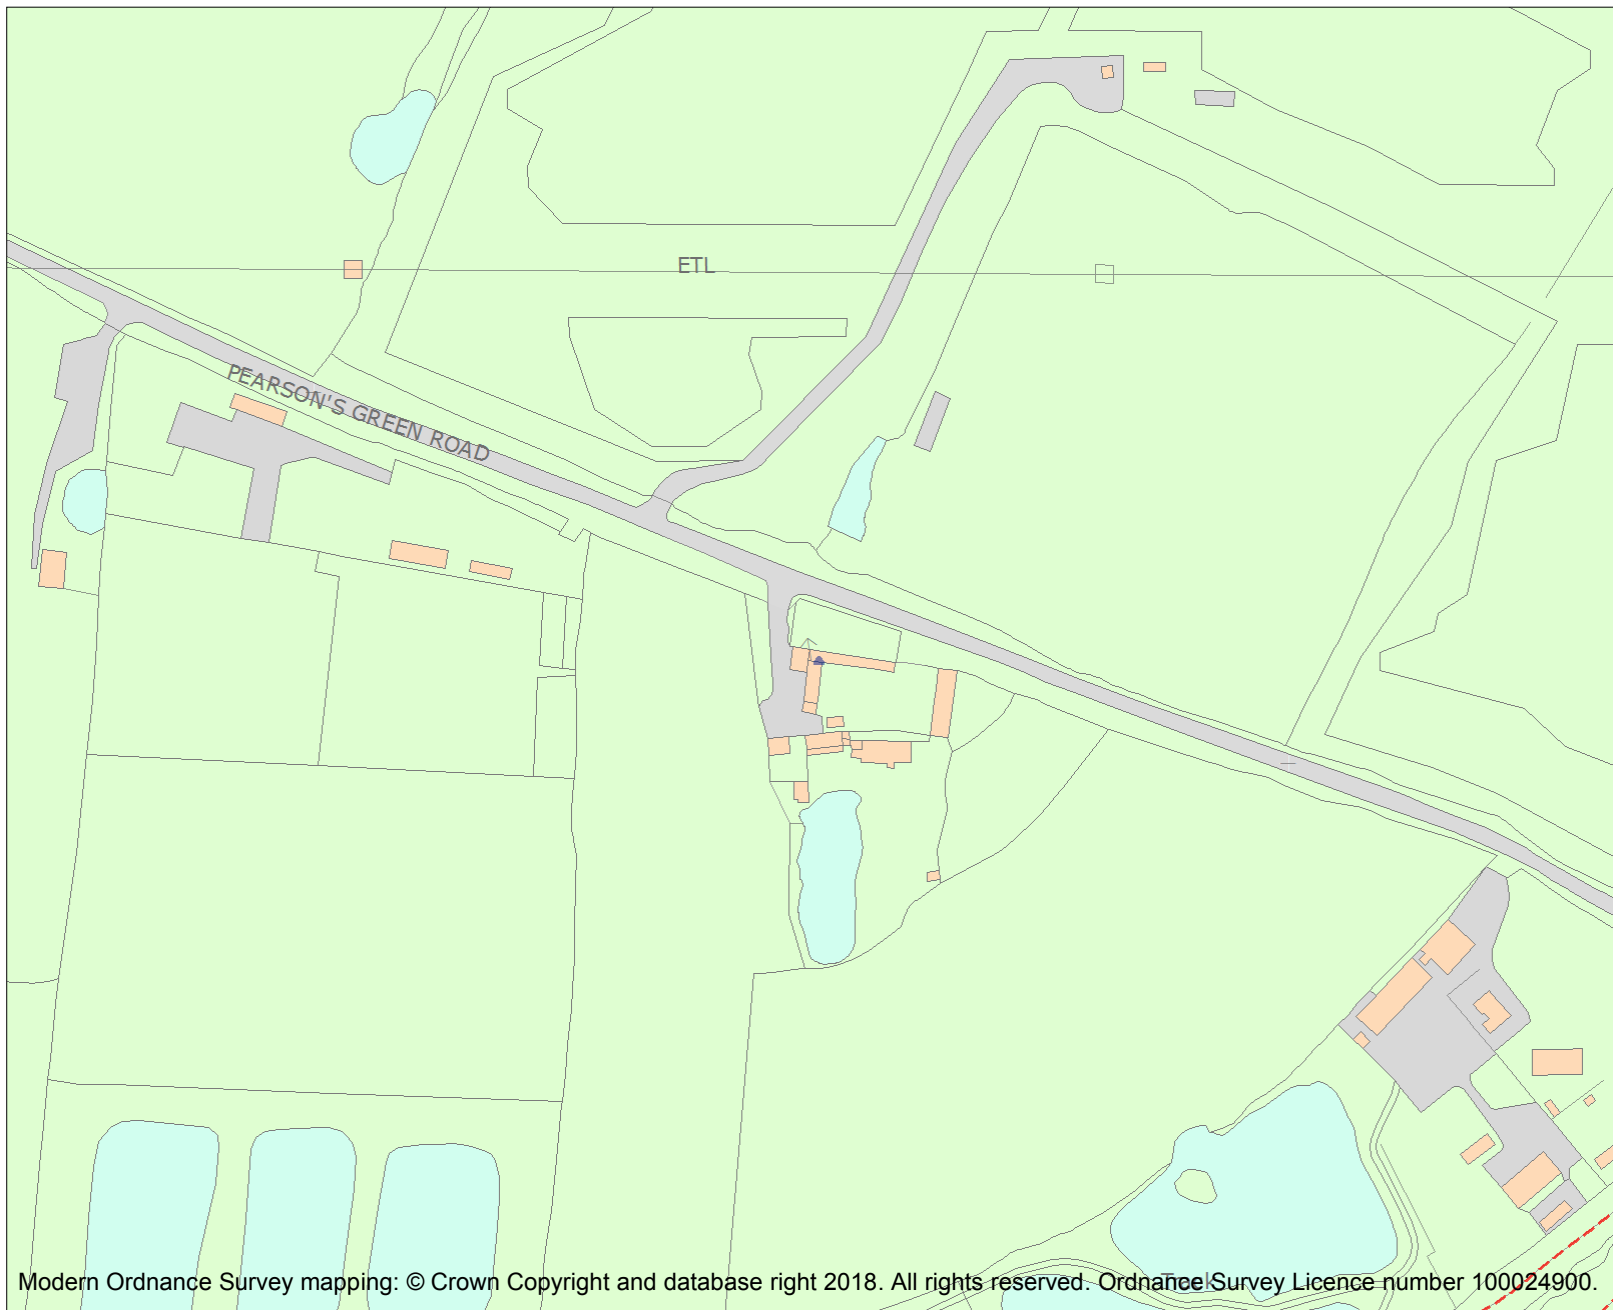 ETL
PEARSON'S GREEN ROAD
Track
Modern Ordnance Survey mapping: © Crown Copyright and database right 2018. All rights reserved. Ordnance Survey Licence number 100024900.